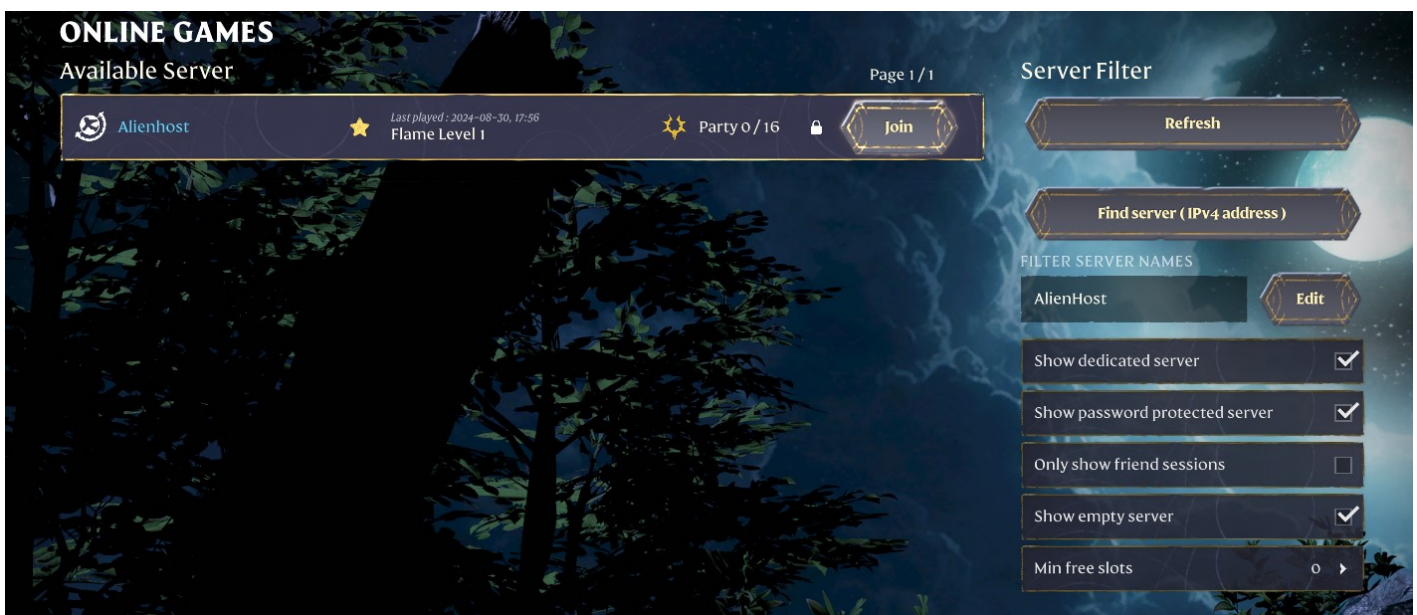 ONLINE GAMES
Available Server
Page 1 / 1
Alienhost
Last played : 2024-08-30, 17:56
Flame Level 1
Party 0 / 16
Join
Server Filter
Refresh
Find server ( IPv4 address )
FILTER SERVER NAMES
AlienHost
Edit
Show dedicated server
Show password protected server
Only show friend sessions
Show empty server
Min free slots
0